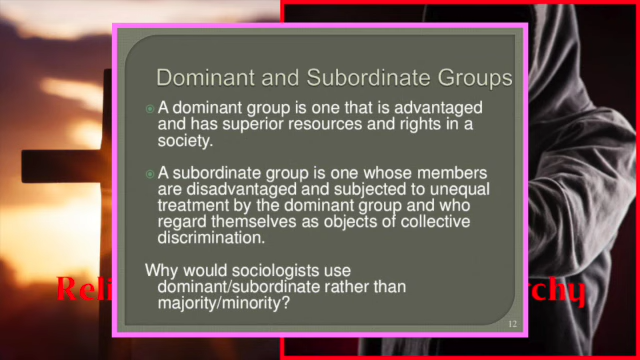 Dominant and Subordinate Groups
A dominant group is one that is advantaged
and has superior resources and rights in a
society.
A subordinate group is one whose members
are disadvantaged and subjected to unequal
treatment by the dominant group and who
regard themselves as objects of collective
discrimination.
Why would sociologists use
dominant/subordinate rather than
majority/minority?
12